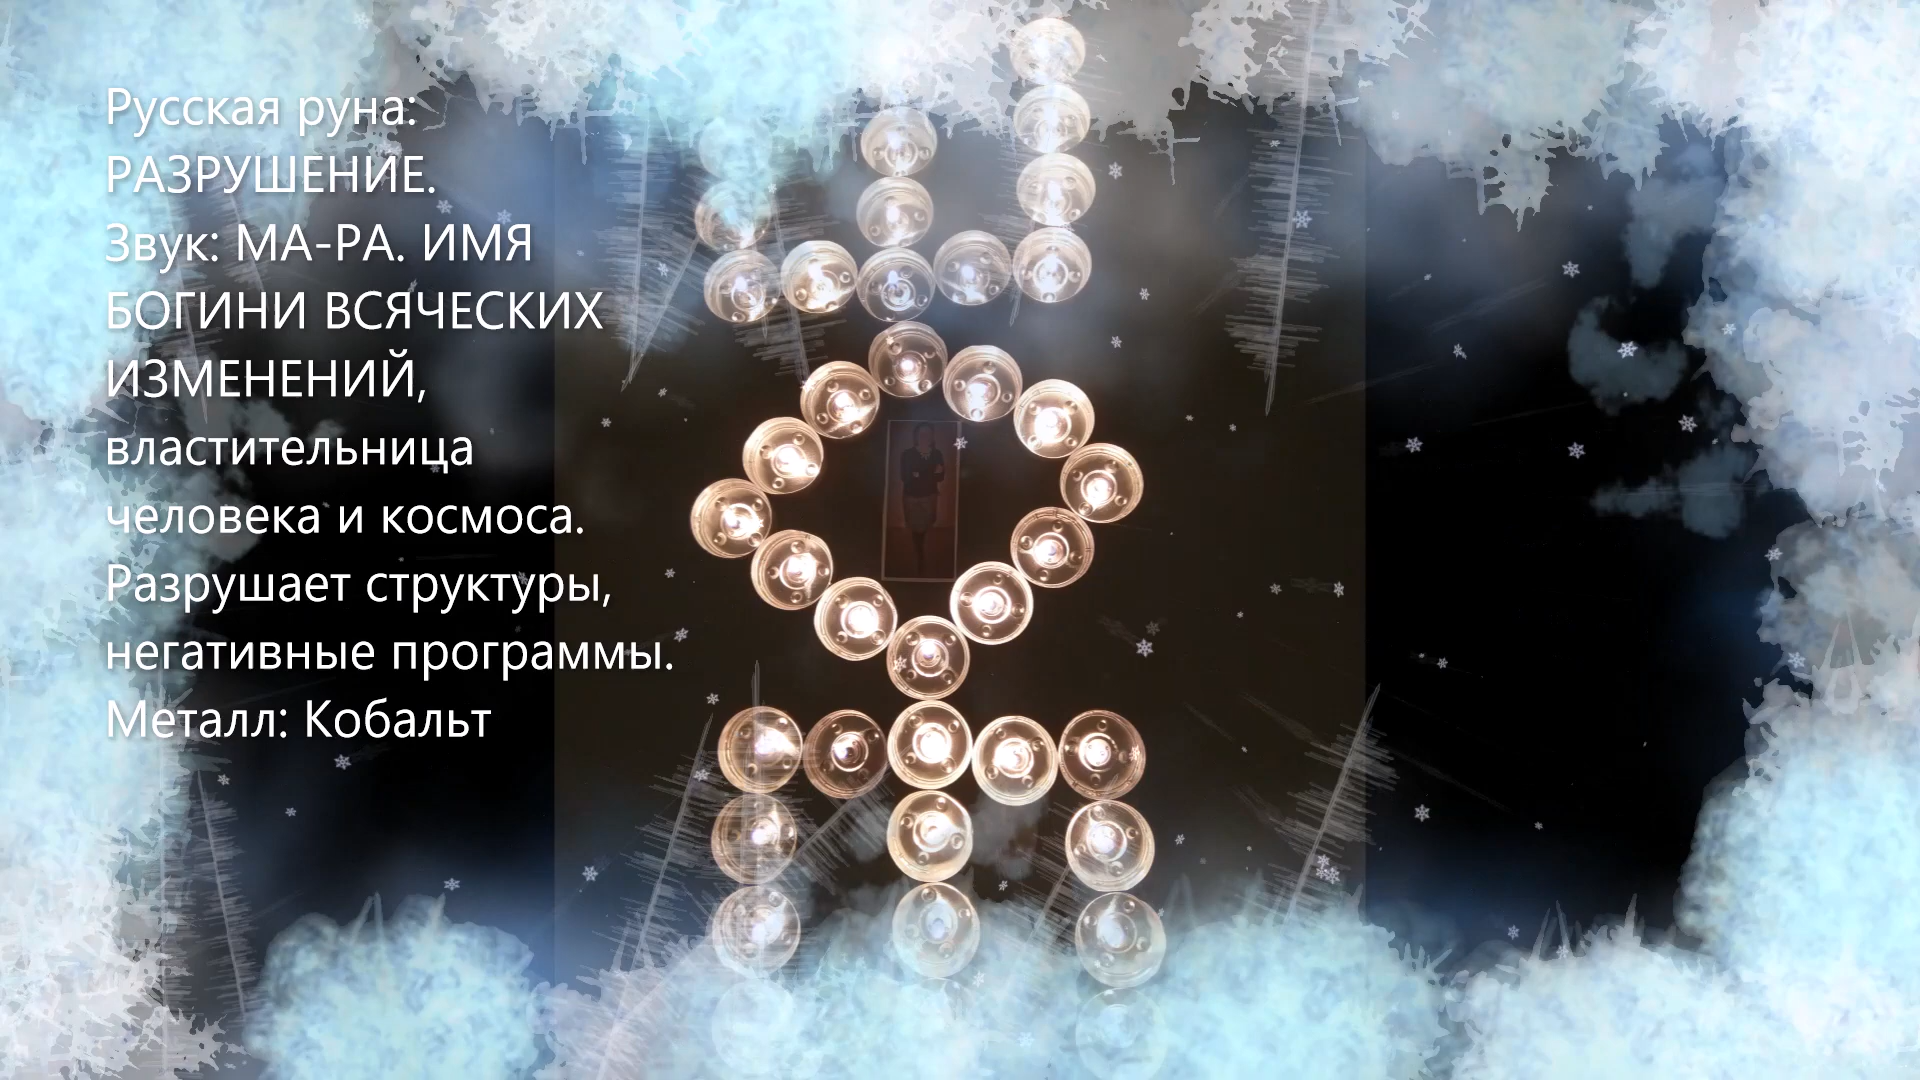 Русская руна:
РАЗРУШЕНИЕ.
Звук: МА-РА. ИМЯ
БОГИНИ ВСЯЧЕСКИХ
ИЗМЕНЕНИЙ,
властительница
человека и космоса.
Разрушает структуры,
негативные программы.
Металл: Кобальт